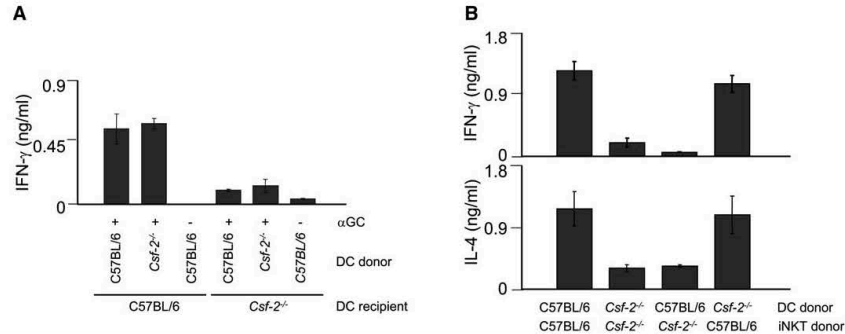 A
IFN-γ (ng/ml)
0.9
0.45
0
+ + - + + - αGC
C57BL/6 Csf-2-/- C57BL/6 C57BL/6 Csf-2-/- C57BL/6 DC donor
C57BL/6 Csf-2-/- DC recipient
B
IFN-γ (ng/ml)
1.8
0.9
0
IL-4 (ng/ml)
1.8
0.9
0
C57BL/6 Csf-2-/- C57BL/6 Csf-2-/- DC donor
C57BL/6 Csf-2-/- Csf-2-/- C57BL/6 iNKT donor